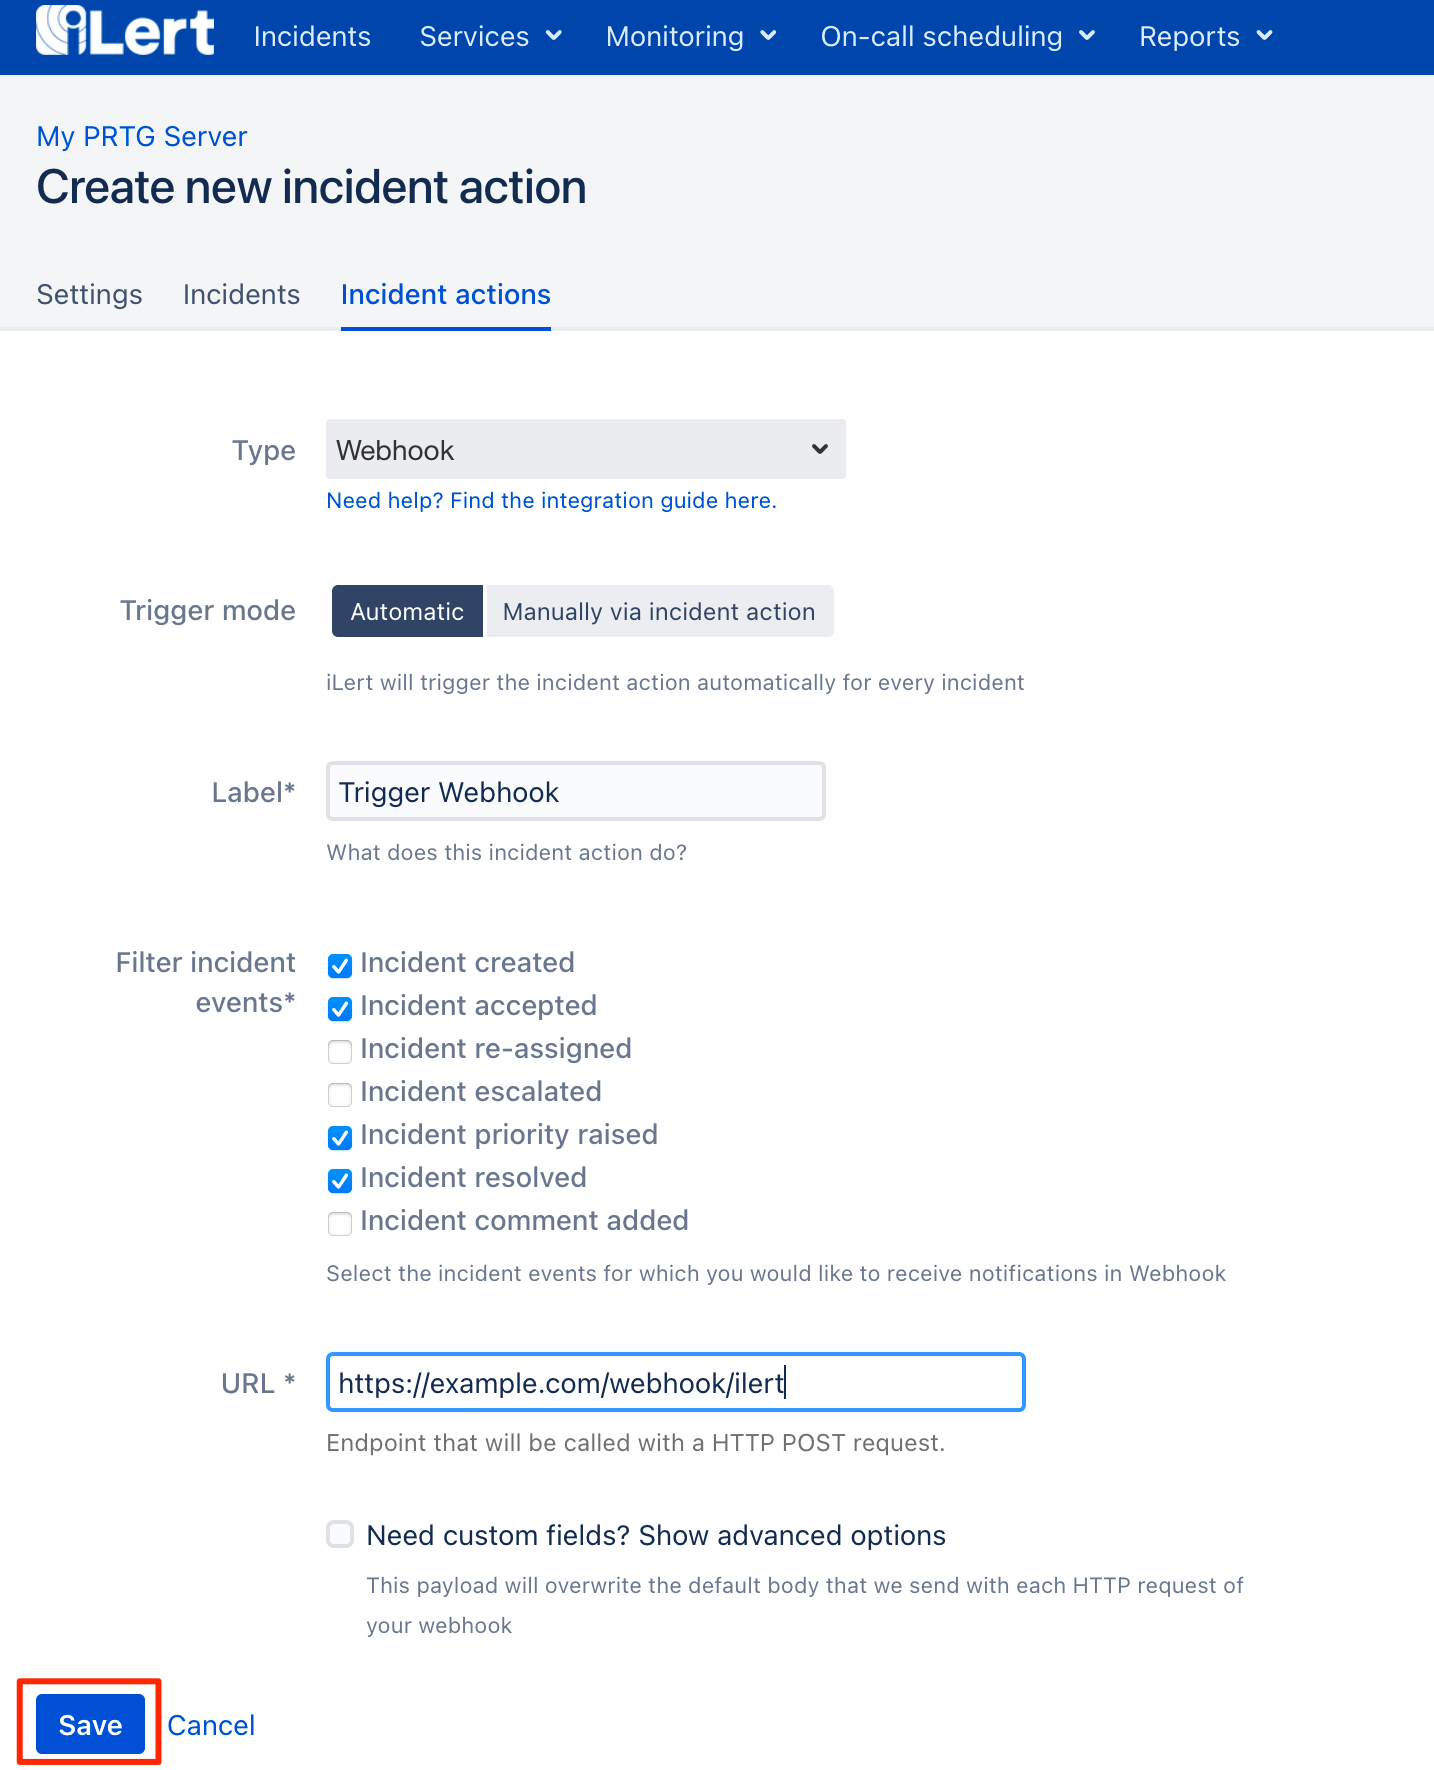 iLert Incidents Services Monitoring On-call scheduling Reports
My PRTG Server
Create new incident action
Settings Incidents Incident actions
Type Webhook
Need help? Find the integration guide here.
Trigger mode Automatic Manually via incident action
iLert will trigger the incident action automatically for every incident
Label* Trigger Webhook
What does this incident action do?
Filter incident events*
Incident created
Incident accepted
Incident re-assigned
Incident escalated
Incident priority raised
Incident resolved
Incident comment added
Select the incident events for which you would like to receive notifications in Webhook
URL * https://example.com/webhook/ilert
Endpoint that will be called with a HTTP POST request.
Need custom fields? Show advanced options
This payload will overwrite the default body that we send with each HTTP request of
your webhook
Save Cancel